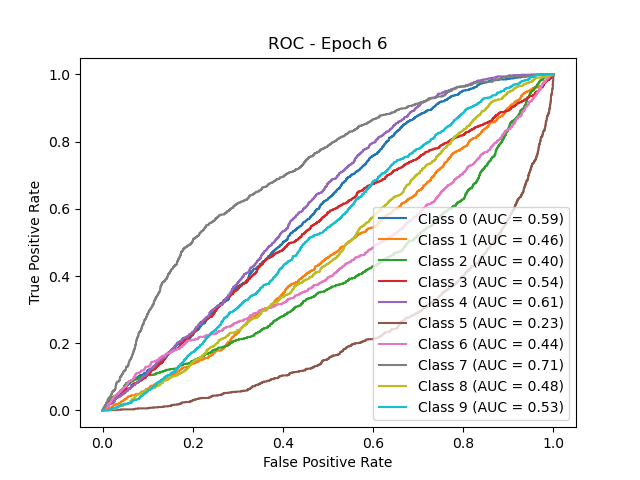 ROC - Epoch 6
True Positive Rate
1.0
0.8
0.6
0.4
0.2
0.0
Class 0 (AUC = 0.59)
Class 1 (AUC = 0.46)
Class 2 (AUC = 0.40)
Class 3 (AUC = 0.54)
Class 4 (AUC = 0.61)
Class 5 (AUC = 0.23)
Class 6 (AUC = 0.44)
Class 7 (AUC = 0.71)
Class 8 (AUC = 0.48)
Class 9 (AUC = 0.53)
0.0 0.2 0.4 0.6 0.8 1.0
False Positive Rate